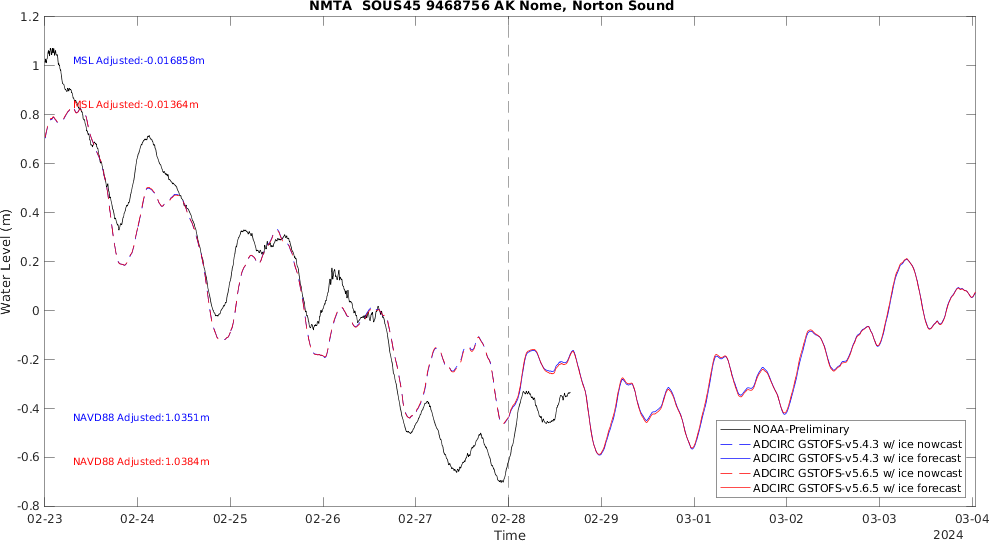 NMTA SOUS45 9468756 AK Nome, Norton Sound
1.2
1
0.8
0.6
0.4
0.2
0
-0.2
-0.4
-0.6
-0.8
Water Level (m)
MSL Adjusted:-0.016858m
MSL Adjusted:-0.01364m
NAVD88 Adjusted:1.0351m
NAVD88 Adjusted:1.0384m
NOAA-Preliminary
ADCIRC GSTOFS-v5.4.3 w/ ice nowcast
ADCIRC GSTOFS-v5.4.3 w/ ice forecast
ADCIRC GSTOFS-v5.6.5 w/ ice nowcast
ADCIRC GSTOFS-v5.6.5 w/ ice forecast
02-23 02-24 02-25 02-26 02-27 02-28 02-29 03-01 03-02 03-03 03-04
Time
2024